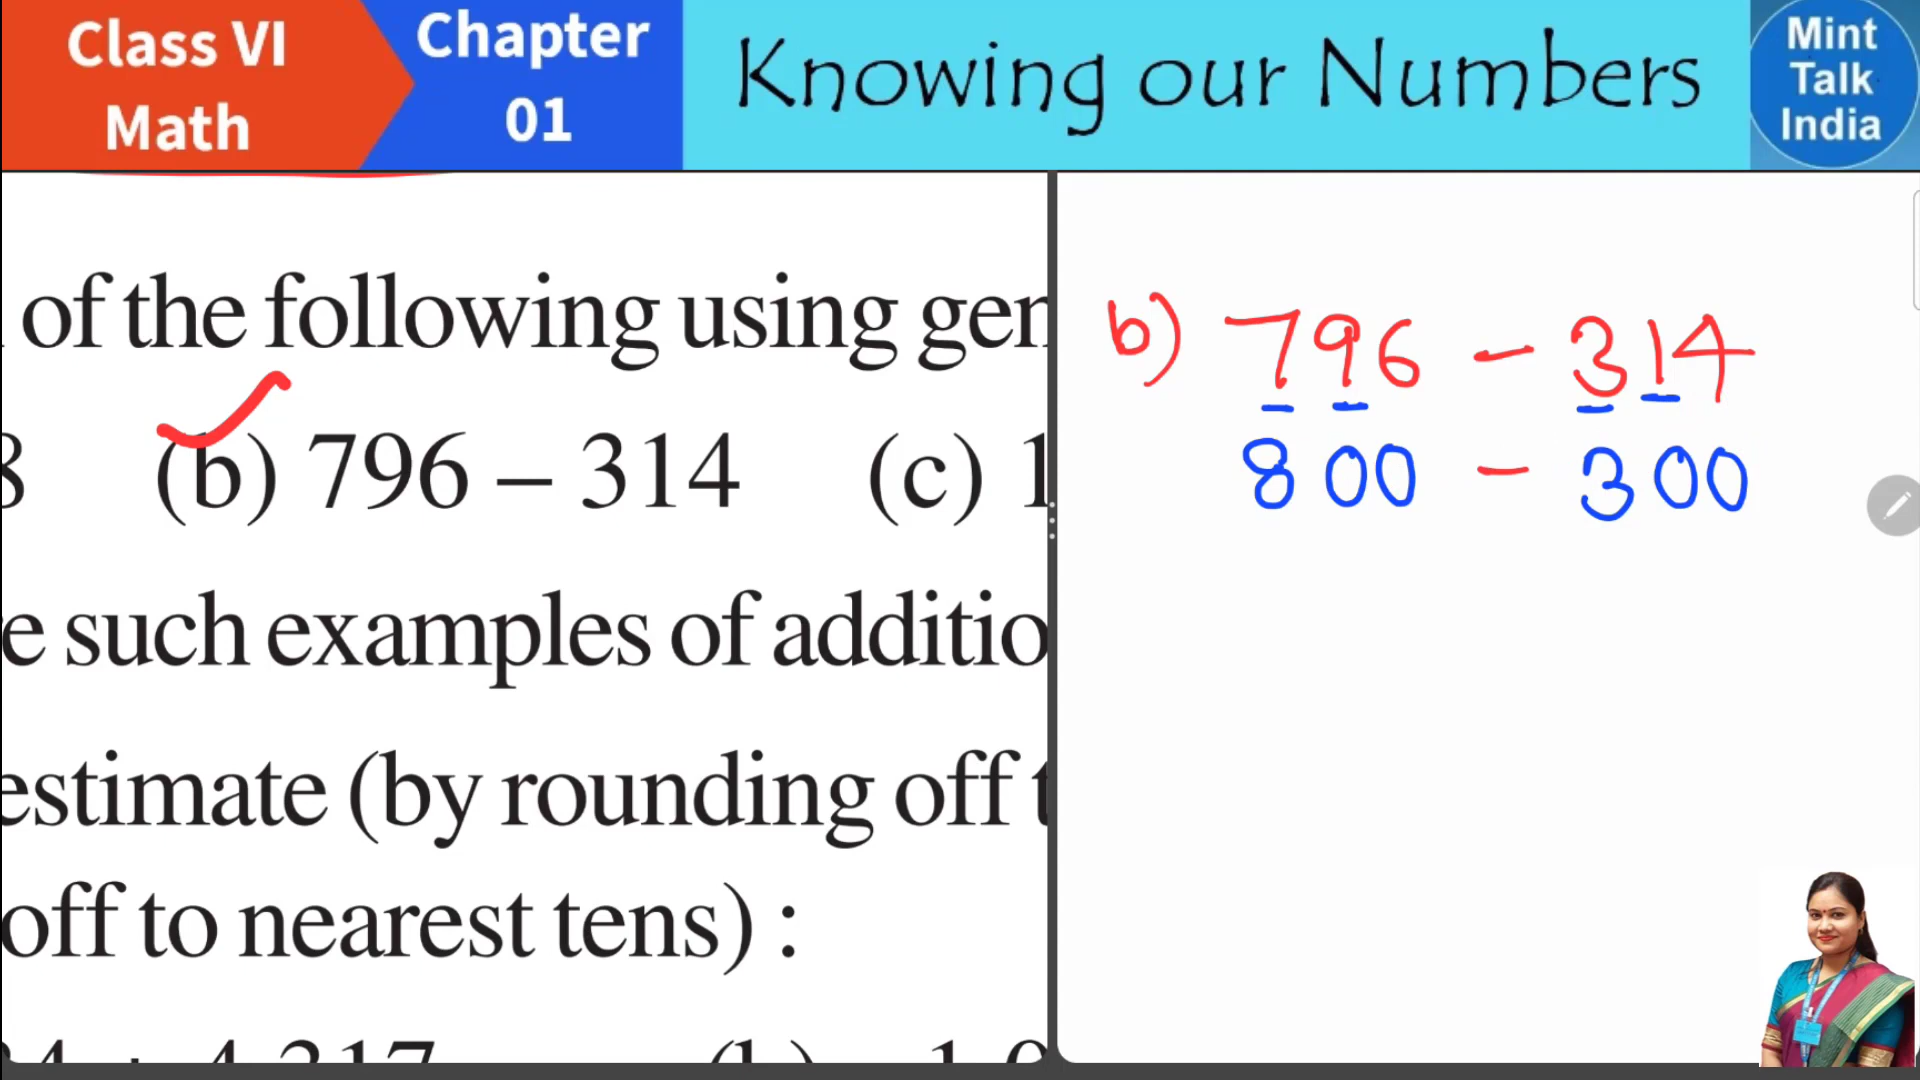 Class VI
Math
Chapter
01
Knowing our Numbers
Mint
Talk
India
of the following using gen
8 (b) 796 – 314 (c) 1
e such examples of additio
estimate (by rounding off t
off to nearest tens) :
b) 796 - 314
800 - 300